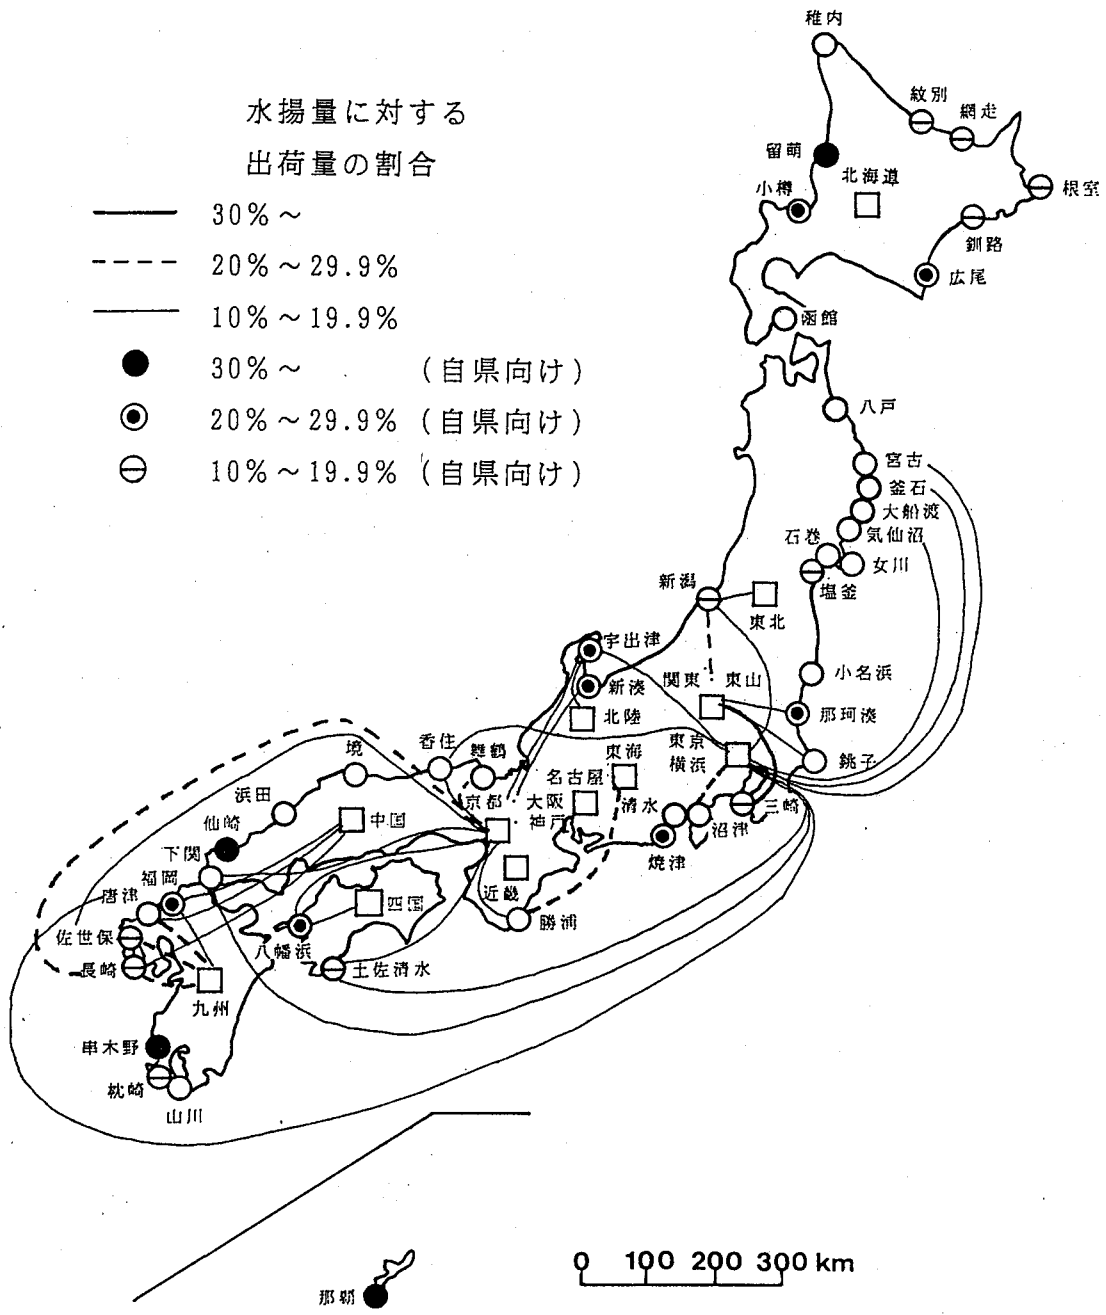 稚内
紋別
網走
水揚量に対する
出荷量の割合
留萌
北海道
小樽
根室
30%～
釧路
20%～29.9%
広尾
10%～19.9%
函館
30%～ (自県向け)
20%～29.9% (自県向け)
八戸
10%～19.9% (自県向け)
宮古
釜石
大船渡
気仙沼
石巻
女川
新潟
塩釜
東北
宇出津
小名浜
関東 東山
新湊
北陸
那珂湊
香住
舞鶴
境
東京
横浜
東海
銚子
名古屋
京都
大阪
神戸
清水
浜田
仙崎
中国
沼津
三崎
下関
焼津
福岡
近畿
唐津
四国
勝浦
佐世保
八幡浜
長崎
土佐清水
九州
串木野
枕崎
山川
0 100 200 300 km
那覇